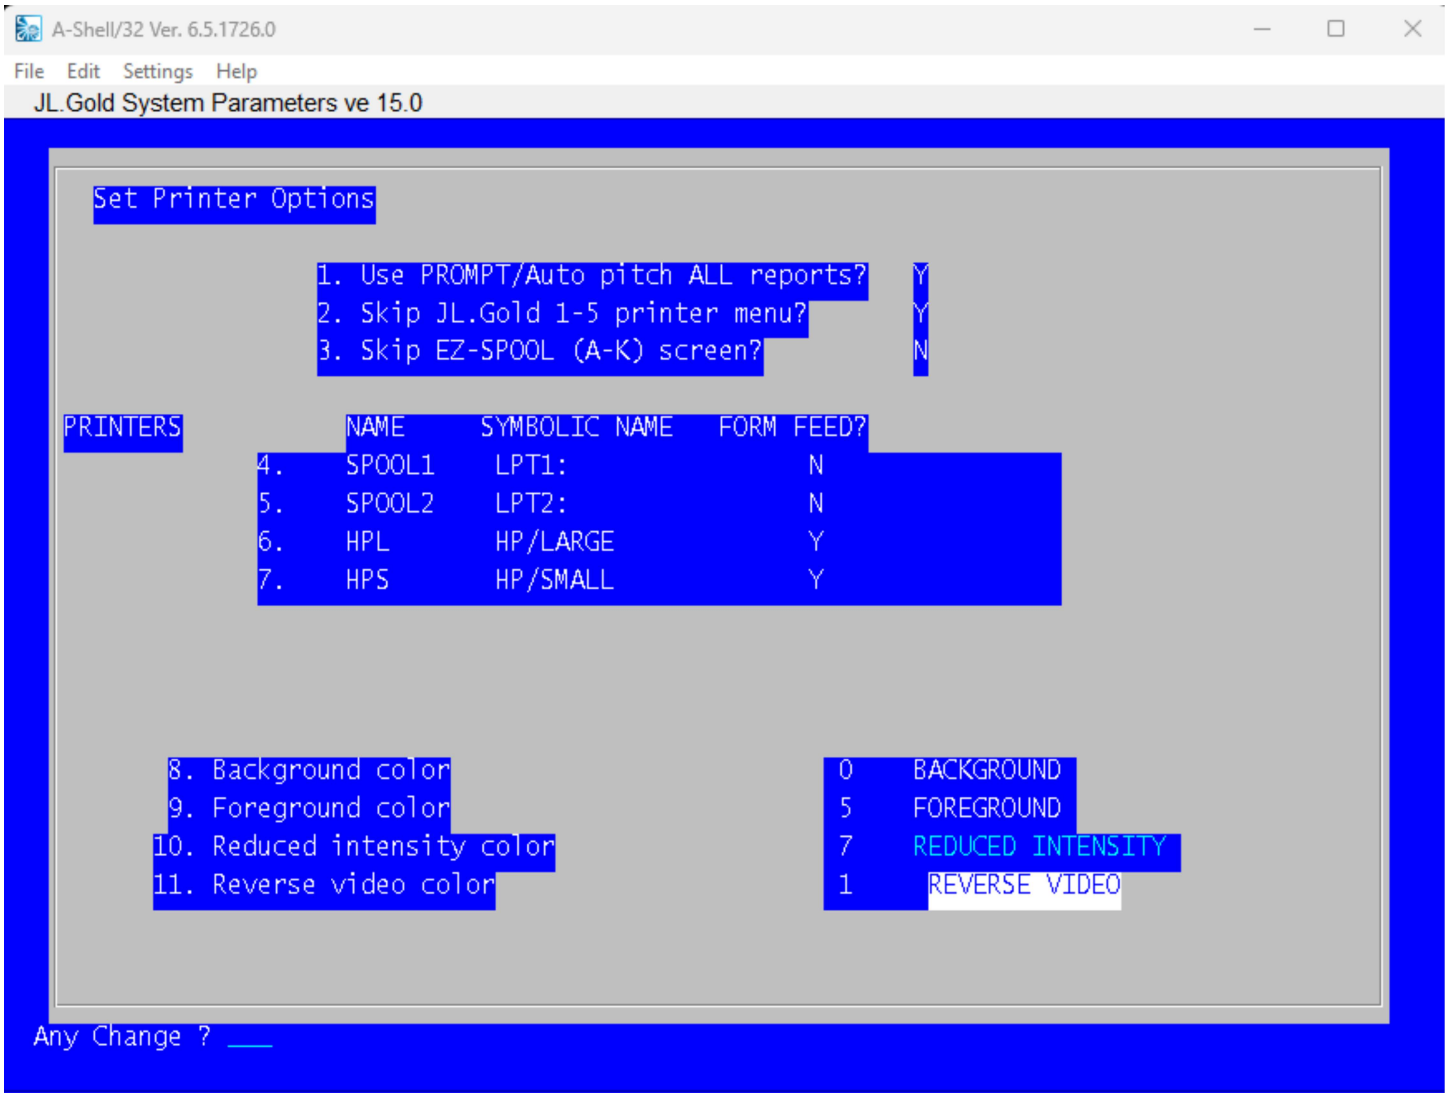 A-Shell/32 Ver. 6.5.1726.0
File Edit Settings Help
JL.Gold System Parameters ve 15.0
Set Printer Options
1. Use PROMPT/Auto pitch ALL reports? Y
2. Skip JL.Gold 1-5 printer menu? Y
3. Skip EZ-SPOOL (A-K) screen? N
PRINTERS NAME SYMBOLIC NAME FORM FEED?
4. SPOOL1 LPT1: N
5. SPOOL2 LPT2: N
6. HPL HP/LARGE Y
7. HPS HP/SMALL Y
8. Background color 0 BACKGROUND
9. Foreground color 5 FOREGROUND
10. Reduced intensity color 7 REDUCED INTENSITY
11. Reverse video color 1 REVERSE VIDEO
Any Change ? ___